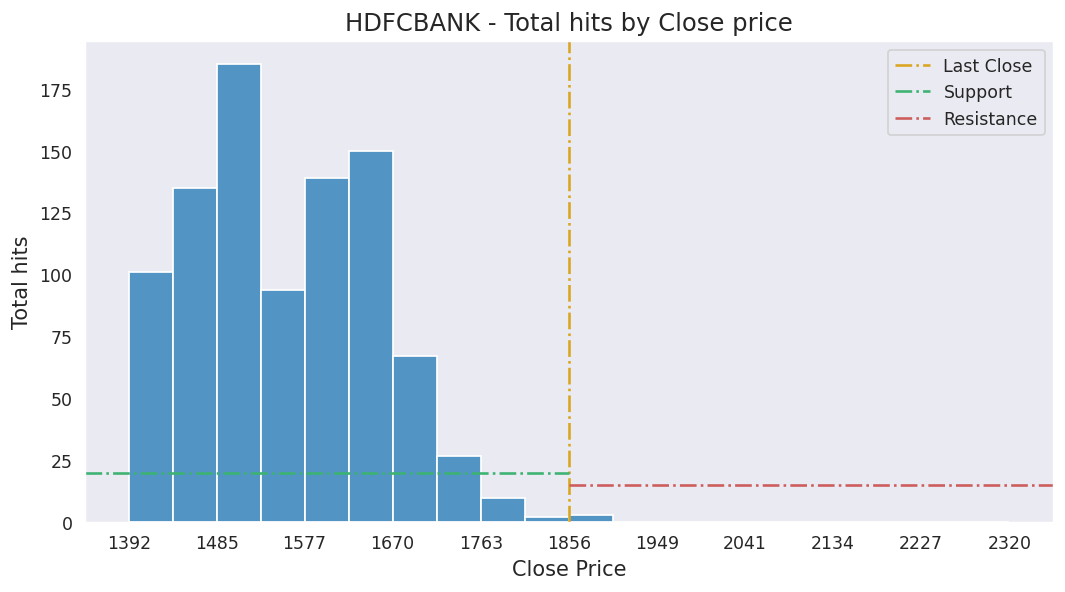 HDFCBANK - Total hits by Close price
Last Close
Support
Resistance
Total hits
175
150
125
100
75
50
25
0
1392 1485 1577 1670 1763 1856 1949 2041 2134 2227 2320
Close Price